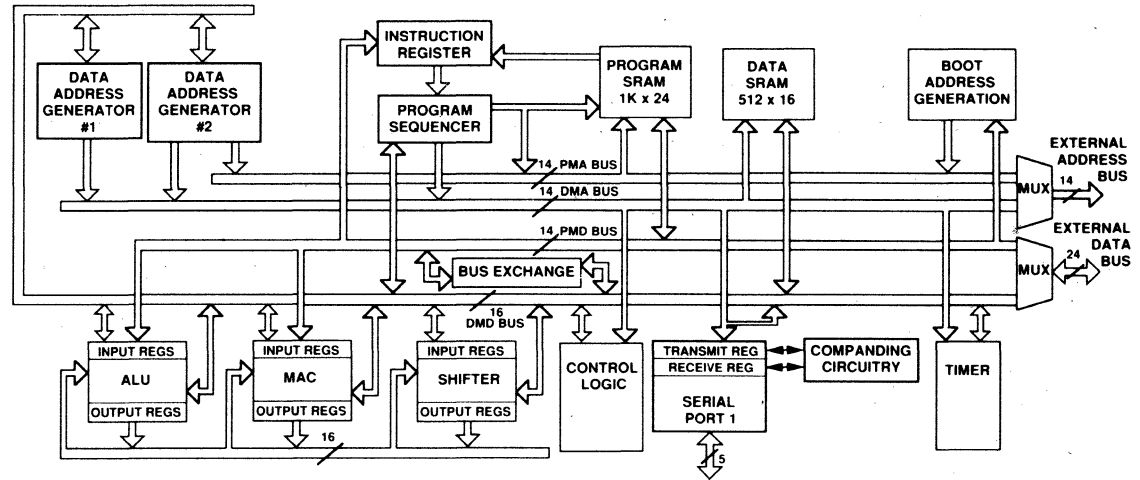 DATA
ADDRESS
GENERATOR
#1
DATA
ADDRESS
GENERATOR
#2
INSTRUCTION
REGISTER
PROGRAM
SEQUENCER
PROGRAM
SRAM
1K x 24
DATA
SRAM
512 x 16
BOOT
ADDRESS
GENERATION
EXTERNAL
ADDRESS
BUS
14 PMA BUS
MUX
14
14 DMA BUS
EXTERNAL
DATA
BUS
14 PMD BUS
MUX
24
BUS EXCHANGE
16
DMD BUS
INPUT REGS
ALU
OUTPUT REGS
INPUT REGS
MAC
OUTPUT REGS
INPUT REGS
SHIFTER
OUTPUT REGS
CONTROL
LOGIC
TRANSMIT REG
RECEIVE REG
SERIAL
PORT 1
COMPANDING
CIRCUITRY
TIMER
16
5